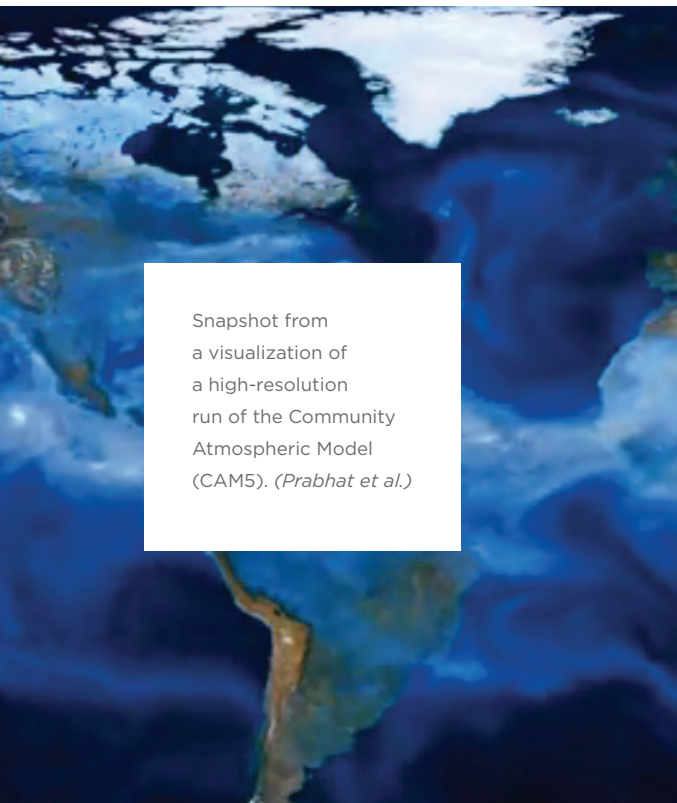 Snapshot from
a visualization of
a high-resolution
run of the Community
Atmospheric Model
(CAM5). (Prabhat et al.)